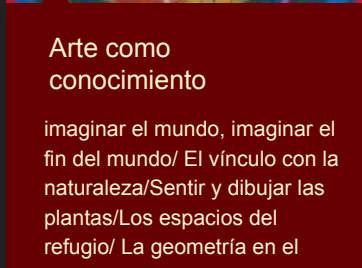 Arte como
conocimiento
imaginar el mundo, imaginar el
fin del mundo/ El vínculo con la
naturaleza/Sentir y dibujar las
plantas/Los espacios del
refugio/ La geometría en el